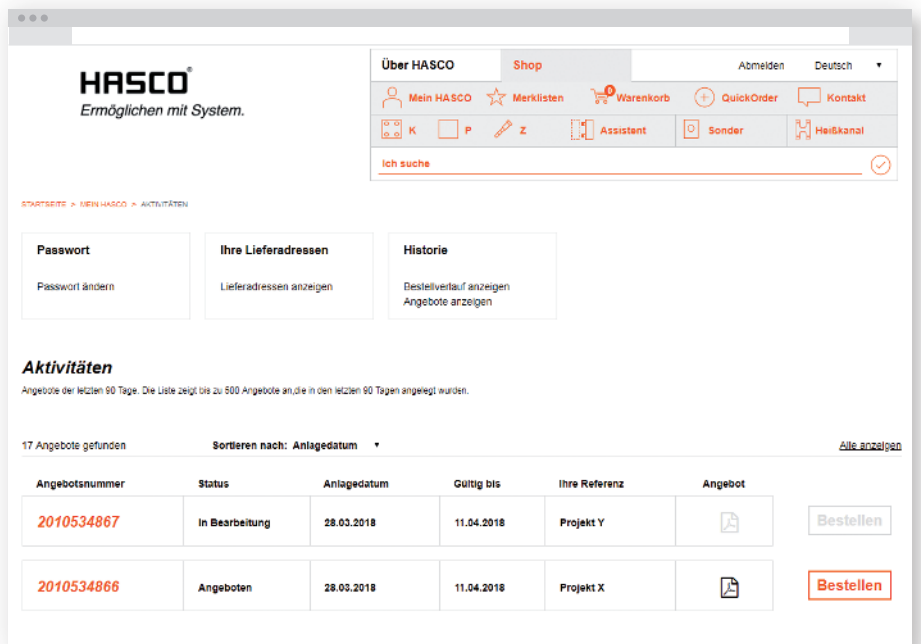 HASCO®
Ermöglichen mit System.
Über HASCO
Shop
Abmelden
Deutsch ▼
Mein HASCO
Merklisten
0
Warenkorb
QuickOrder
Kontakt
K
P
Z
Assistent
Sonder
Heißkanal
Ich suche
STARTSEITE > MEIN HASCO > AKTIVITÄTEN
Passwort
Passwort ändern
Ihre Lieferadressen
Lieferadressen anzeigen
Historie
Bestellverlauf anzeigen
Angebote anzeigen
Aktivitäten
Angebote der letzten 90 Tage. Die Liste zeigt bis zu 500 Angebote an,die in den letzten 90 Tagen angelegt wurden.
17 Angebote gefunden
Sortieren nach: Anlagedatum ▼
Alle anzeigen
Angebotsnummer Status Anlagedatum Gültig bis Ihre Referenz Angebot
2010534867 In Bearbeitung 28.03.2018 11.04.2018 Projekt Y Bestellen
2010534866 Angeboten 28.03.2018 11.04.2018 Projekt X Bestellen